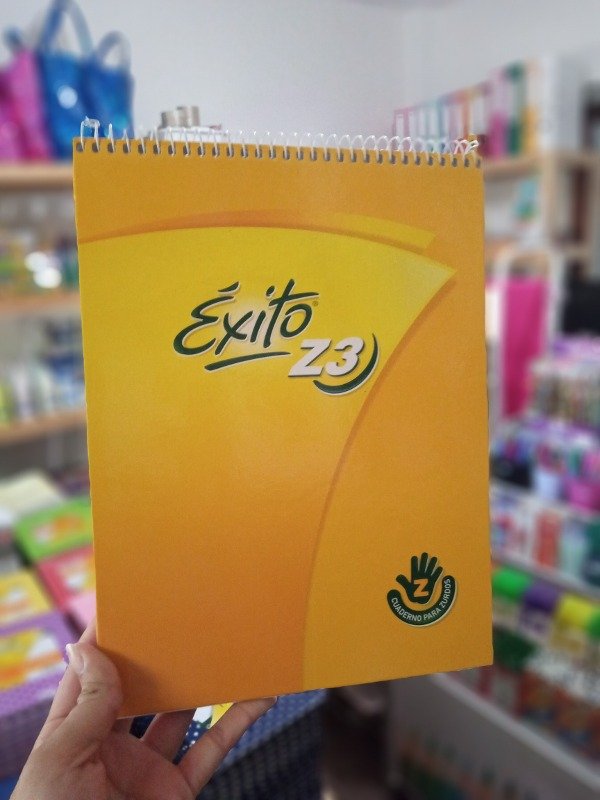 Éxito
Z3
Z
CUADERNO PARA ZURDOS